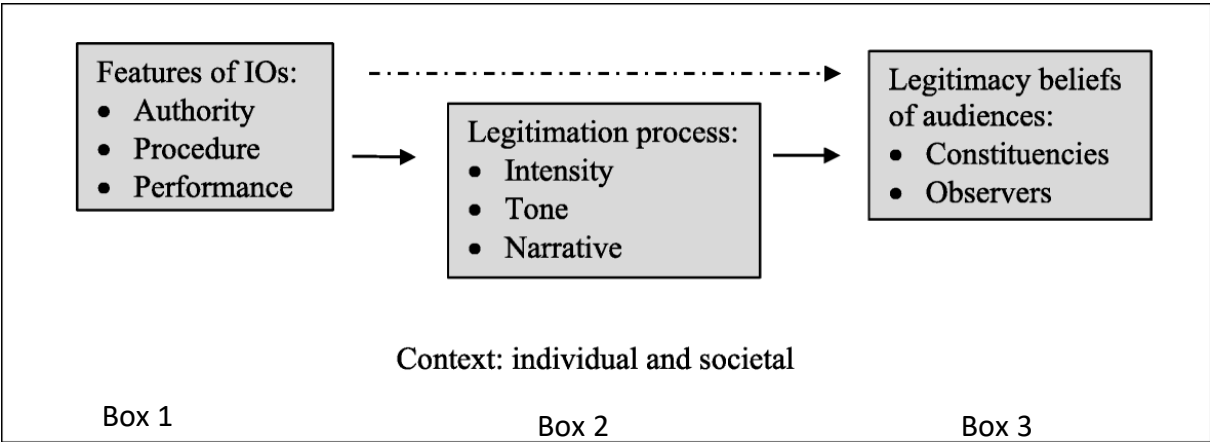 Features of IOs:
• Authority
• Procedure
• Performance
Legitimation process:
• Intensity
• Tone
• Narrative
Legitimacy beliefs
of audiences:
• Constituencies
• Observers
Context: individual and societal
Box 1
Box 2
Box 3